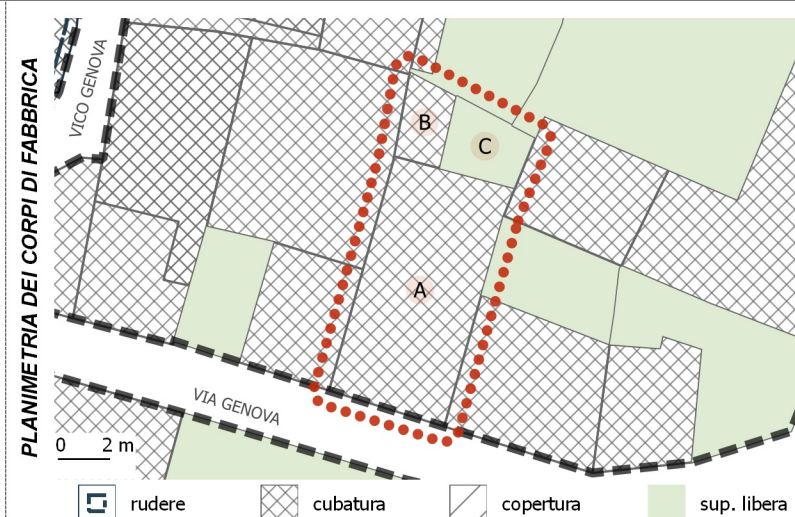 PLANIMETRIA DEI CORPI DI FABBRICA
VICO GENOVA
B
C
A
VIA GENOVA
0 2 m
rudere cubatura copertura sup. libera